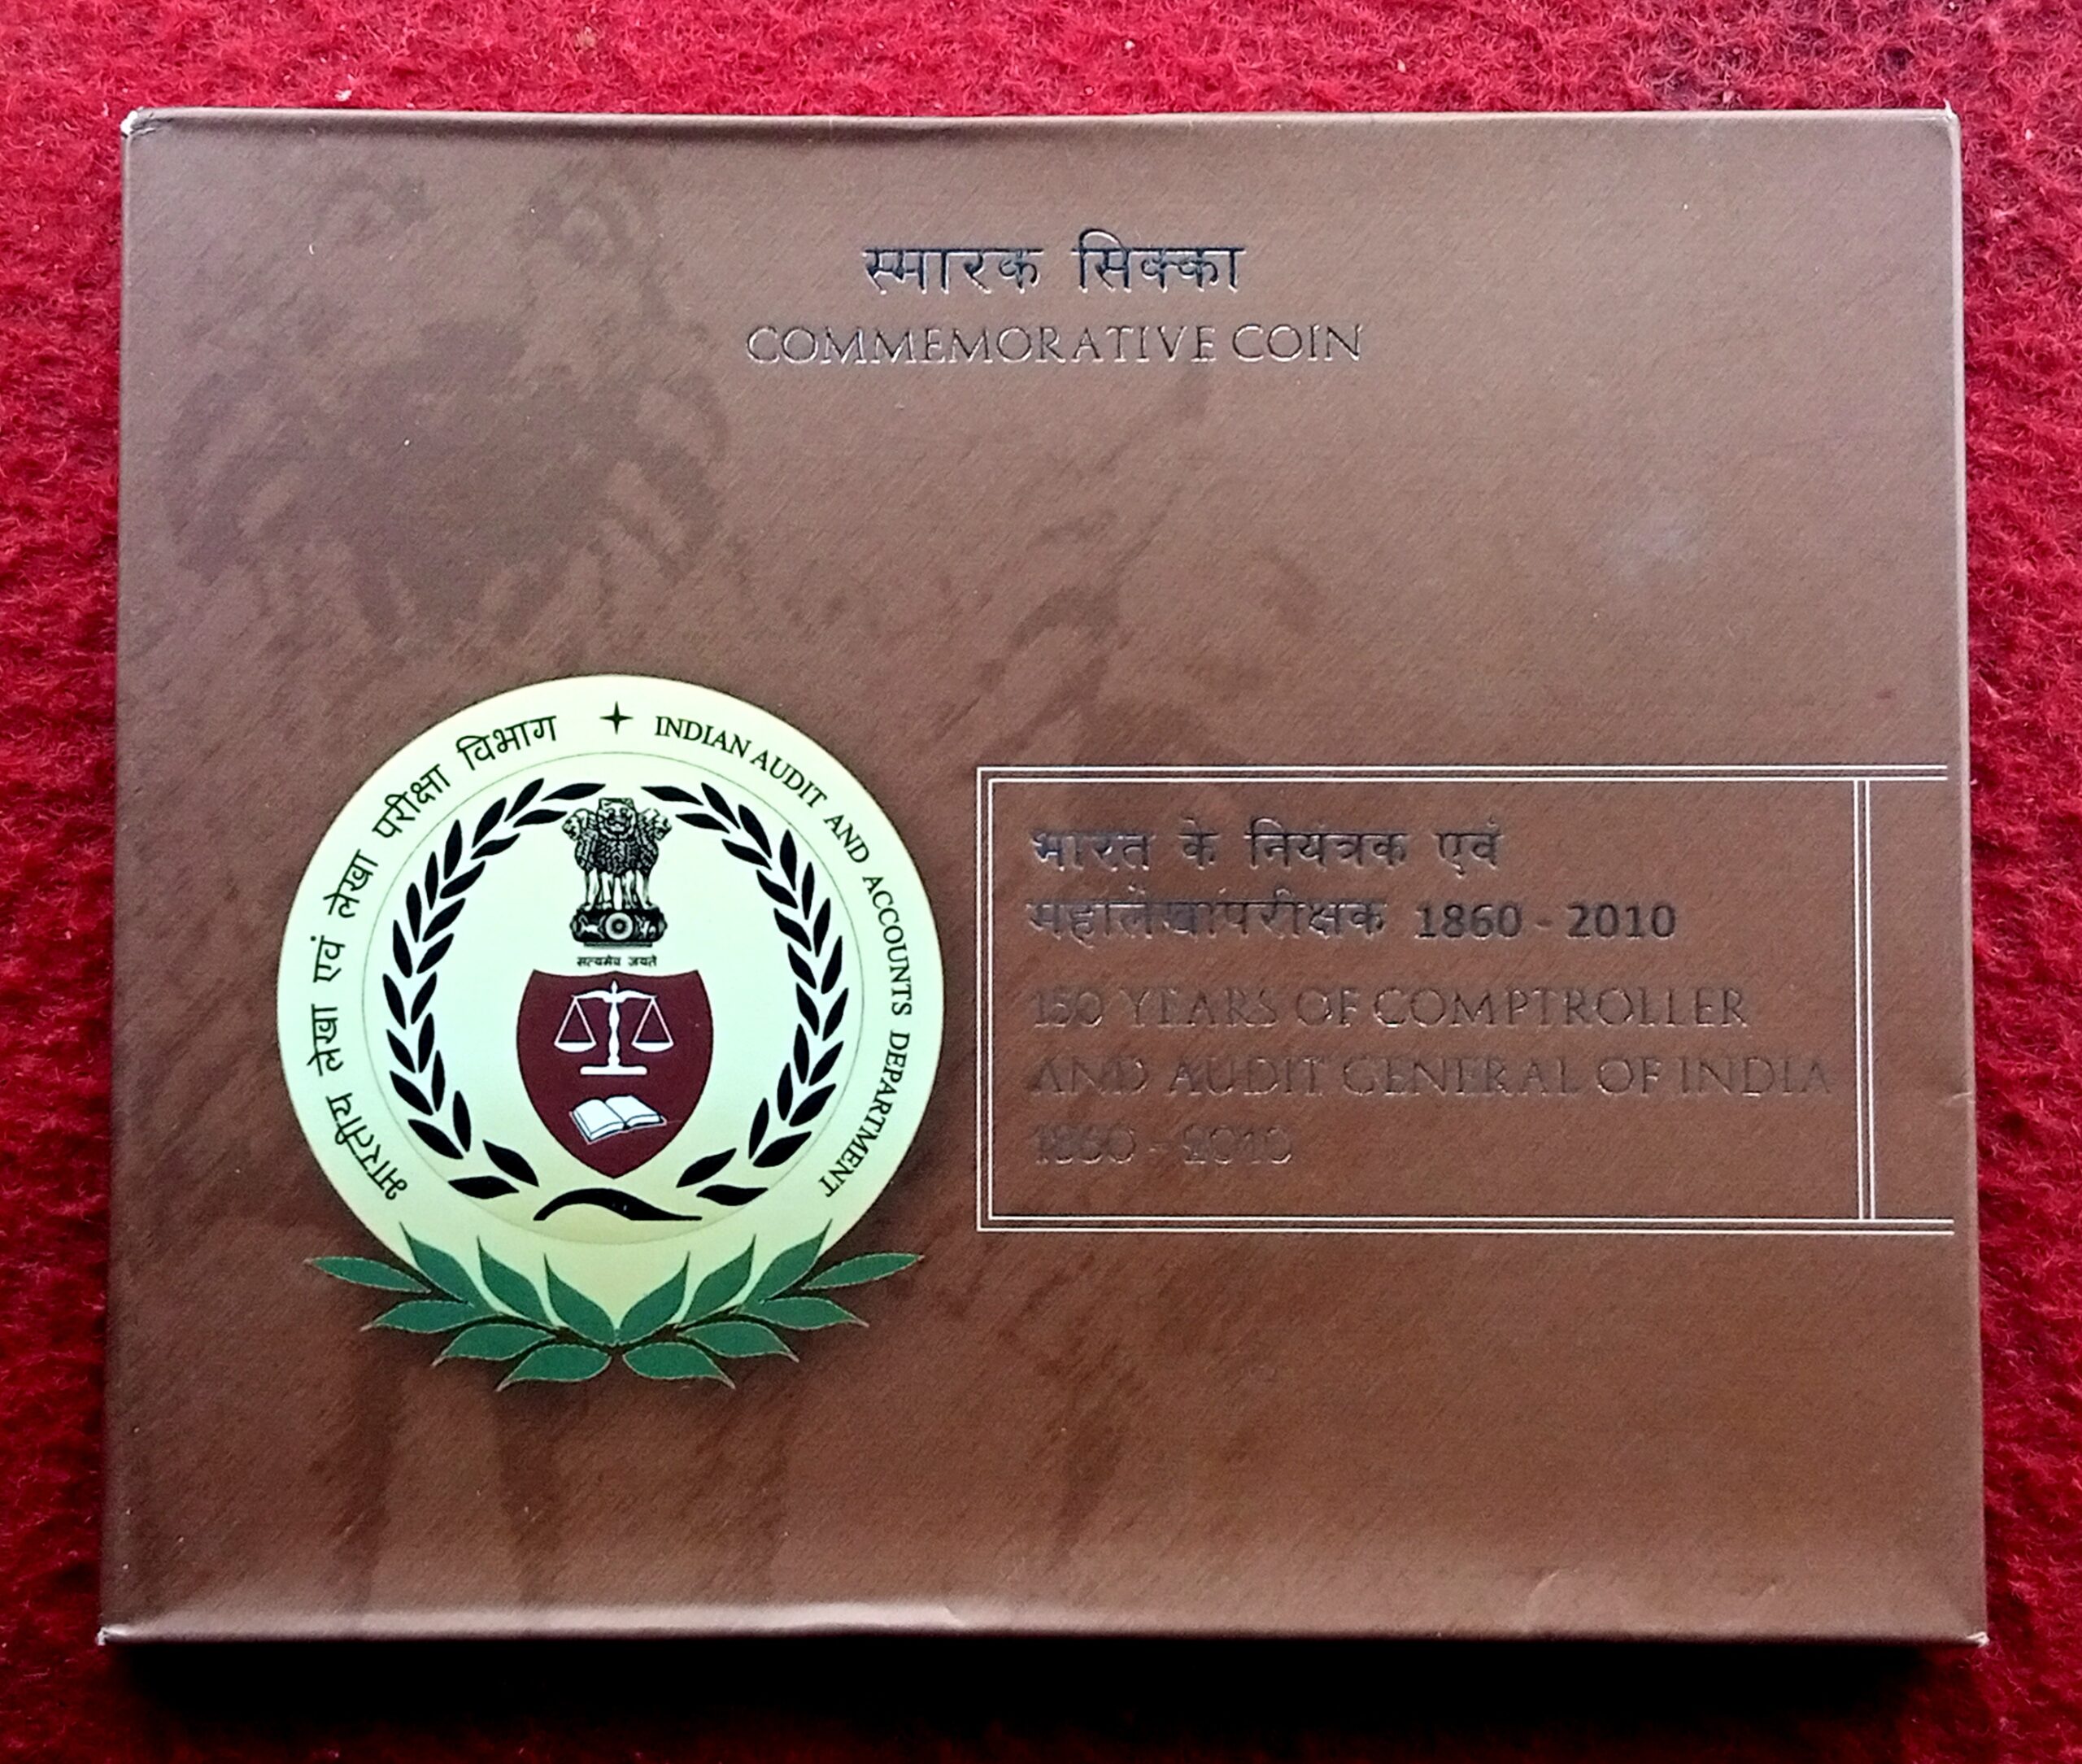 स्मारक सिक्का
COMMEMORATIVE COIN
भारतीय लेखा एवं लेखा परीक्षा विभाग
INDIAN AUDIT AND ACCOUNTS DEPARTMENT
सत्यमेव जयते
भारत के नियंत्रक एवं
महालेखापरीक्षक 1860 - 2010
150 YEARS OF COMPTROLLER
AND AUDIT GENERAL OF INDIA
1860 - 2010